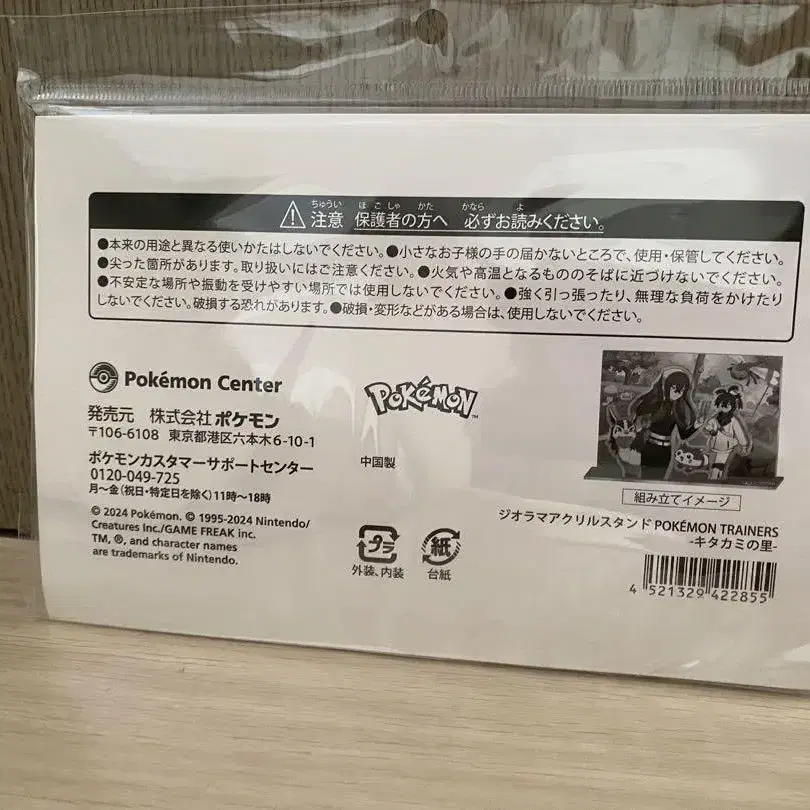 ちゅうい ほごしゃ かた かなら よ
注意 保護者の方へ 必ずお読みください。
●本来の用途と異なる使いかたはしないでください。●小さなお子様の手の届かないところで、使用・保管してください。
●尖った箇所があります。取り扱いにはご注意ください。●火気や高温となるもののそばに近づけないでください。
●不安定な場所や振動を受けやすい場所では使用しないでください。●強く引っ張ったり、無理な負荷をかけたり
しないでください。破損する恐れがあります。●破損・変形などがある場合は、使用しないでください。
Pokémon Center
発売元 株式会社ポケモン
〒106-6108 東京都港区六本木6-10-1
ポケモンカスタマーサポートセンター
0120-049-725
月〜金(祝日・特定日を除く)11時〜18時
© 2024 Pokémon. © 1995-2024 Nintendo/
Creatures Inc./GAME FREAK inc.
TM, ®, and character names
are trademarks of Nintendo.
POKÉMON TM
中国製
プラ
外装、内装
紙
台紙
組み立てイメージ
ジオラマアクリルスタンド POKÉMON TRAINERS
-キタカミの里-
4 521329 422855